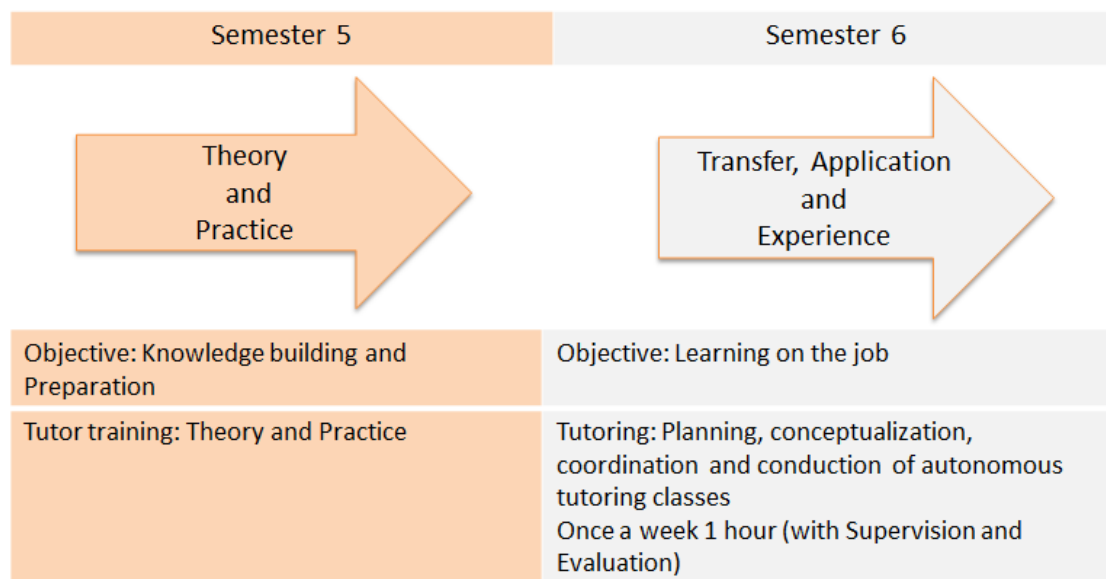 Semester 5
Semester 6
Theory
and
Practice
Transfer, Application
and
Experience
Objective: Knowledge building and
Preparation
Objective: Learning on the job
Tutor training: Theory and Practice
Tutoring: Planning, conceptualization,
coordination and conduction of autonomous
tutoring classes
Once a week 1 hour (with Supervision and
Evaluation)